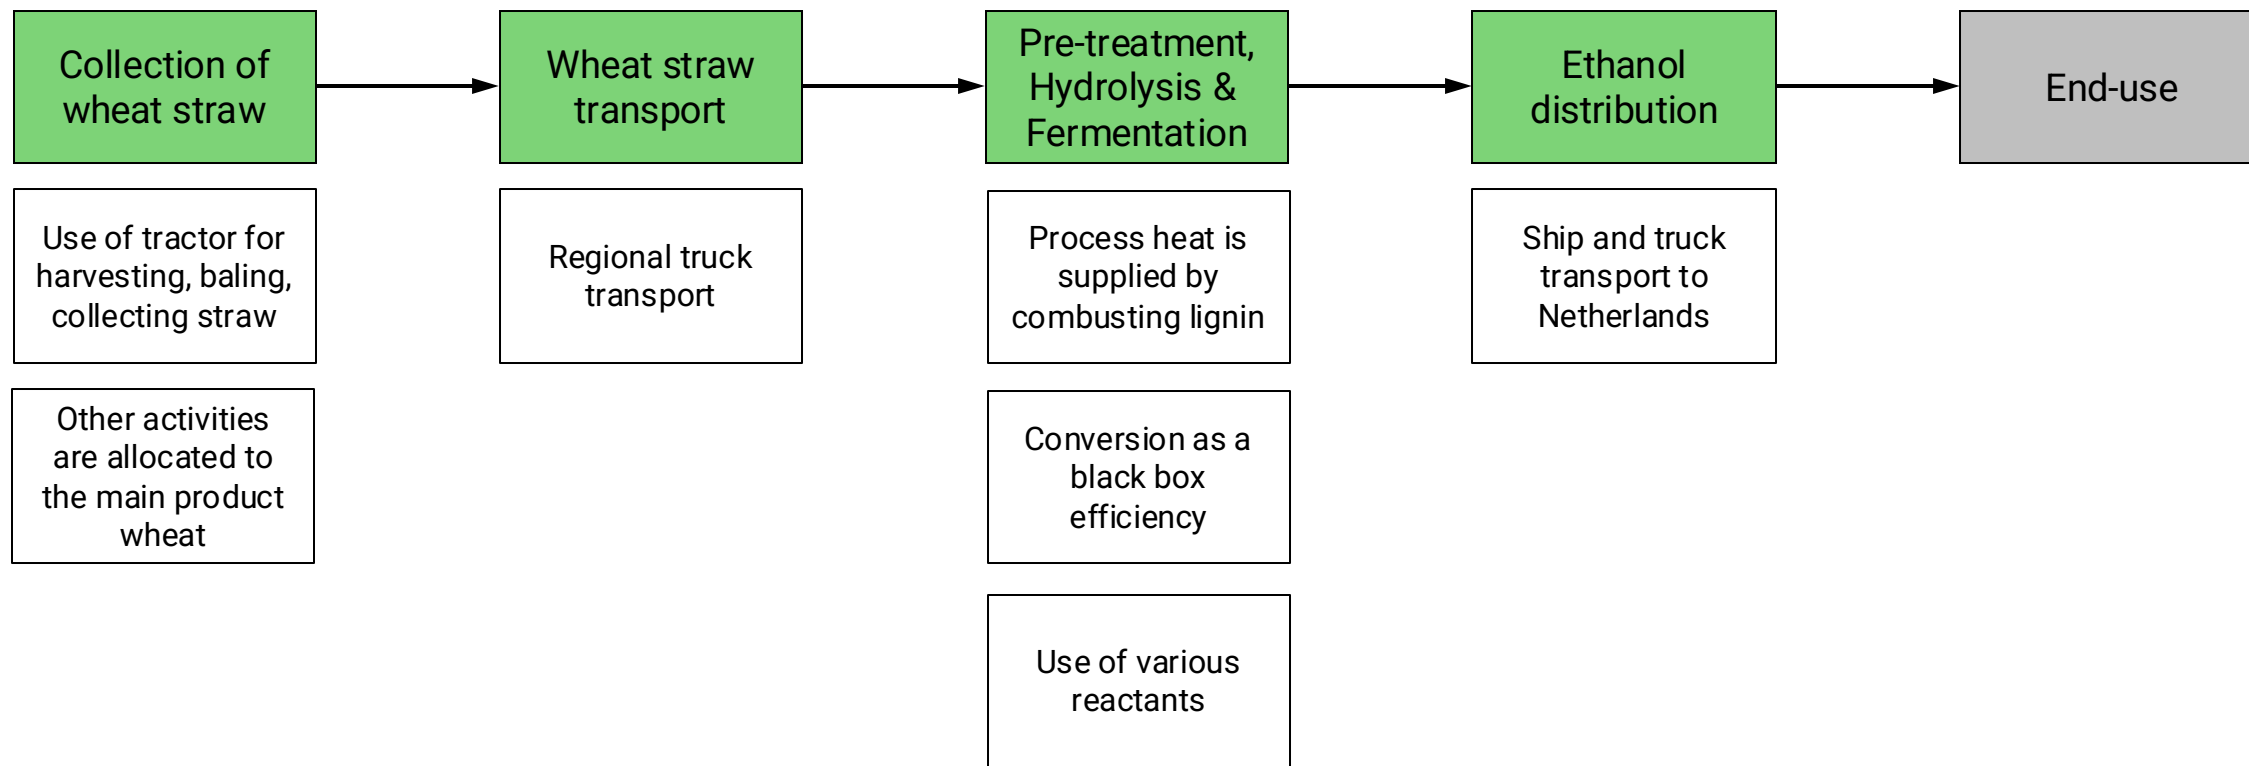 Collection of
wheat straw
Wheat straw
transport
Pre-treatment,
Hydrolysis &
Fermentation
Ethanol
distribution
End-use
Use of tractor for
harvesting, baling,
collecting straw
Regional truck
transport
Process heat is
supplied by
combusting lignin
Ship and truck
transport to
Netherlands
Other activities
are allocated to
the main product
wheat
Conversion as a
black box
efficiency
Use of various
reactants